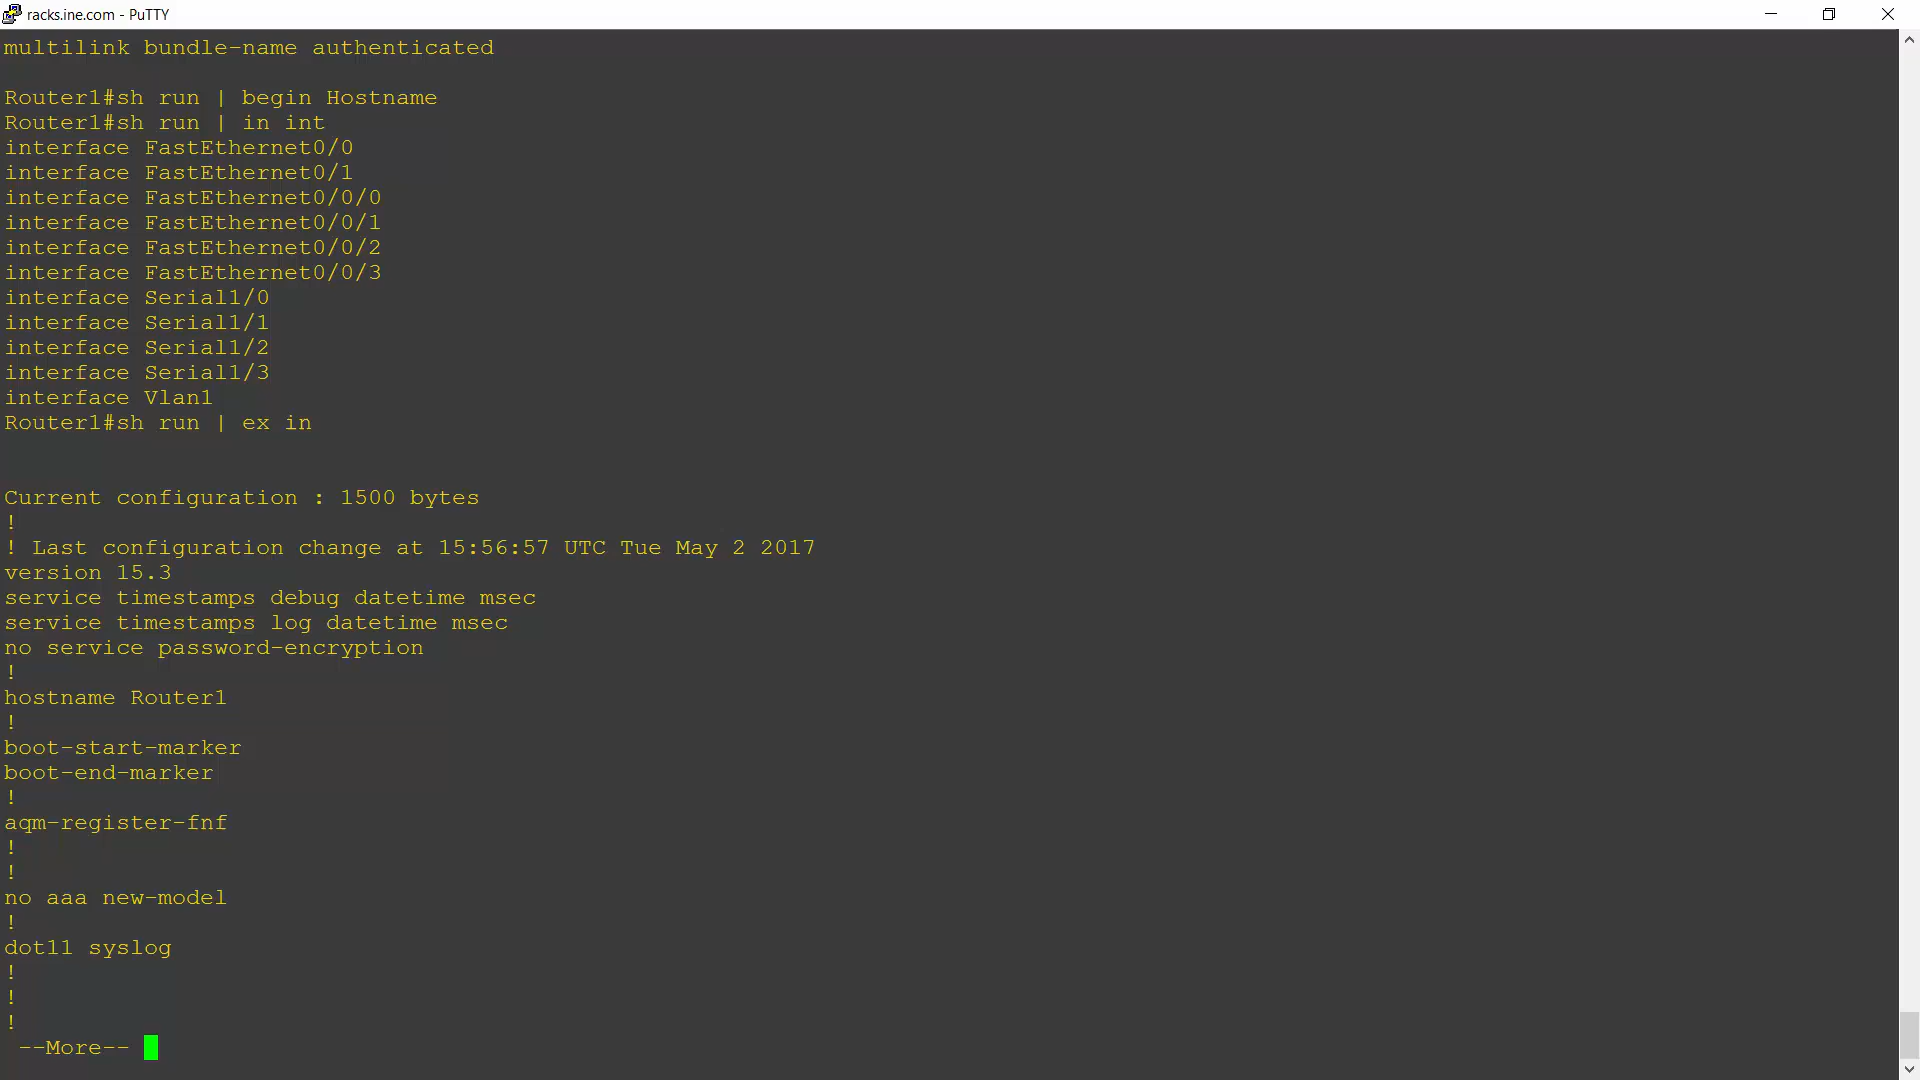 racks.ine.com - PuTTY
multilink bundle-name authenticated
Router1#sh run | begin Hostname
Router1#sh run | in int
interface FastEthernet0/0
interface FastEthernet0/1
interface FastEthernet0/0/0
interface FastEthernet0/0/1
interface FastEthernet0/0/2
interface FastEthernet0/0/3
interface Serial1/0
interface Serial1/1
interface Serial1/2
interface Serial1/3
interface Vlan1
Router1#sh run | ex in
Current configuration : 1500 bytes
!
! Last configuration change at 15:56:57 UTC Tue May 2 2017
version 15.3
service timestamps debug datetime msec
service timestamps log datetime msec
no service password-encryption
!
hostname Router1
!
boot-start-marker
boot-end-marker
!
aqm-register-fnf
!
!
no aaa new-model
!
dot11 syslog
!
!
!
--More--